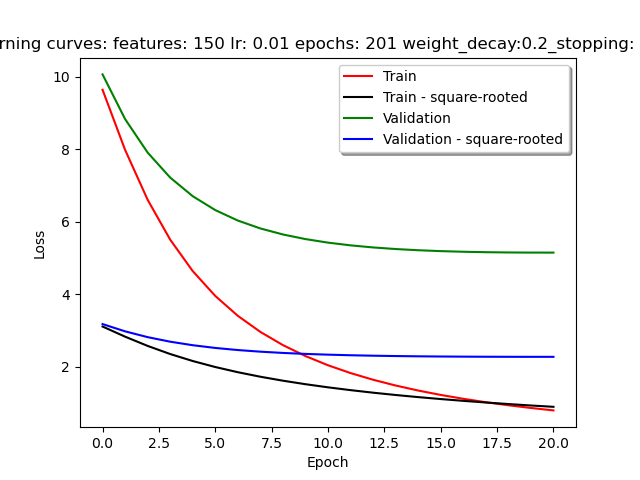 rning curves: features: 150 lr: 0.01 epochs: 201 weight_decay:0.2_stopping:
Train
Train - square-rooted
Validation
Validation - square-rooted
10
8
6
4
2
Loss
0.0 2.5 5.0 7.5 10.0 12.5 15.0 17.5 20.0
Epoch